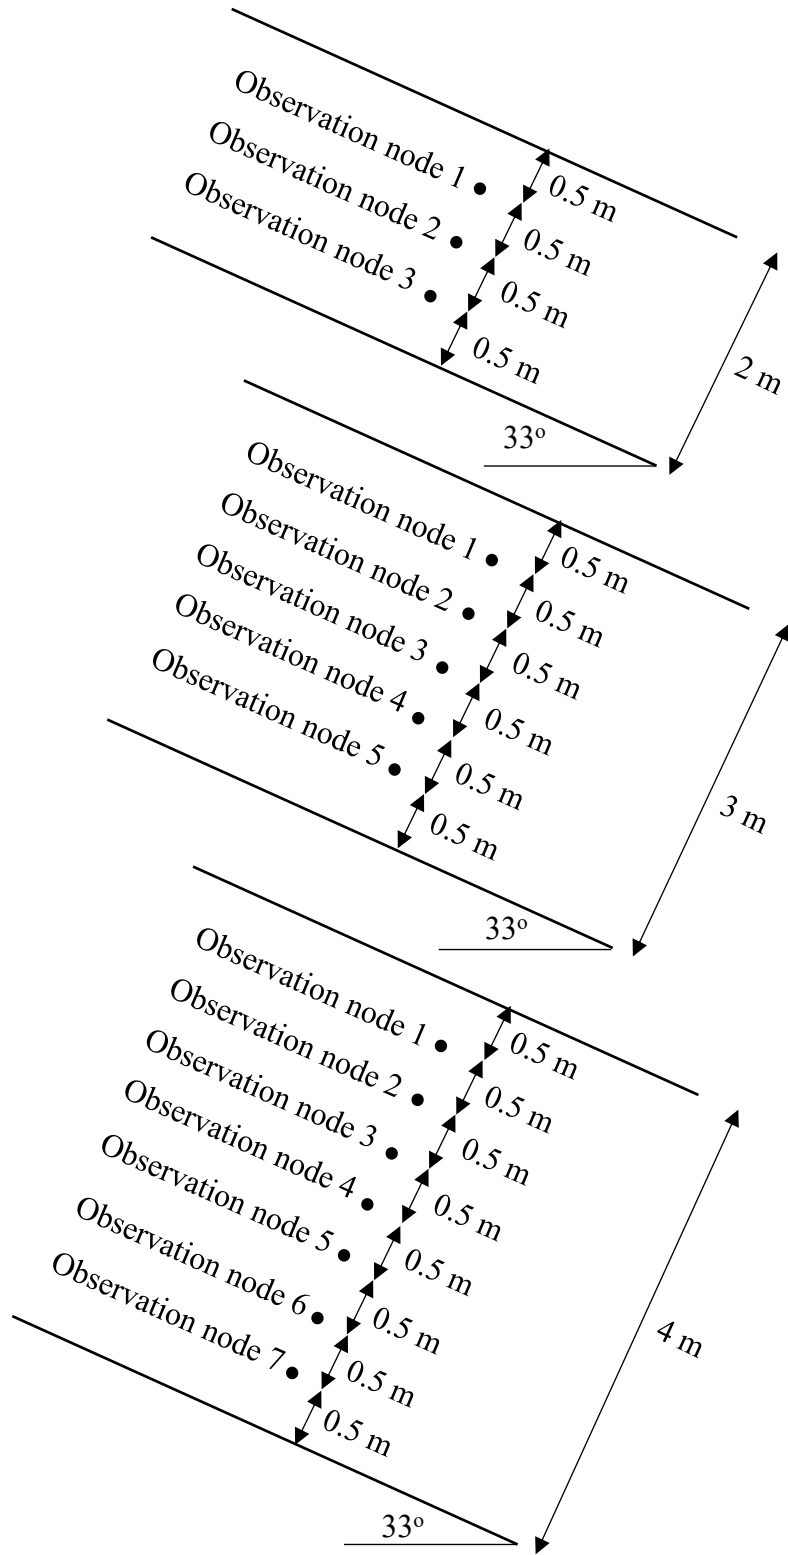 Observation node 1
0.5 m
Observation node 2
0.5 m
Observation node 3
0.5 m
0.5 m
2 m
33º
Observation node 1
0.5 m
Observation node 2
0.5 m
Observation node 3
0.5 m
Observation node 4
0.5 m
Observation node 5
0.5 m
0.5 m
3 m
33º
Observation node 1
0.5 m
Observation node 2
0.5 m
Observation node 3
0.5 m
Observation node 4
0.5 m
Observation node 5
0.5 m
Observation node 6
0.5 m
Observation node 7
0.5 m
0.5 m
4 m
33º